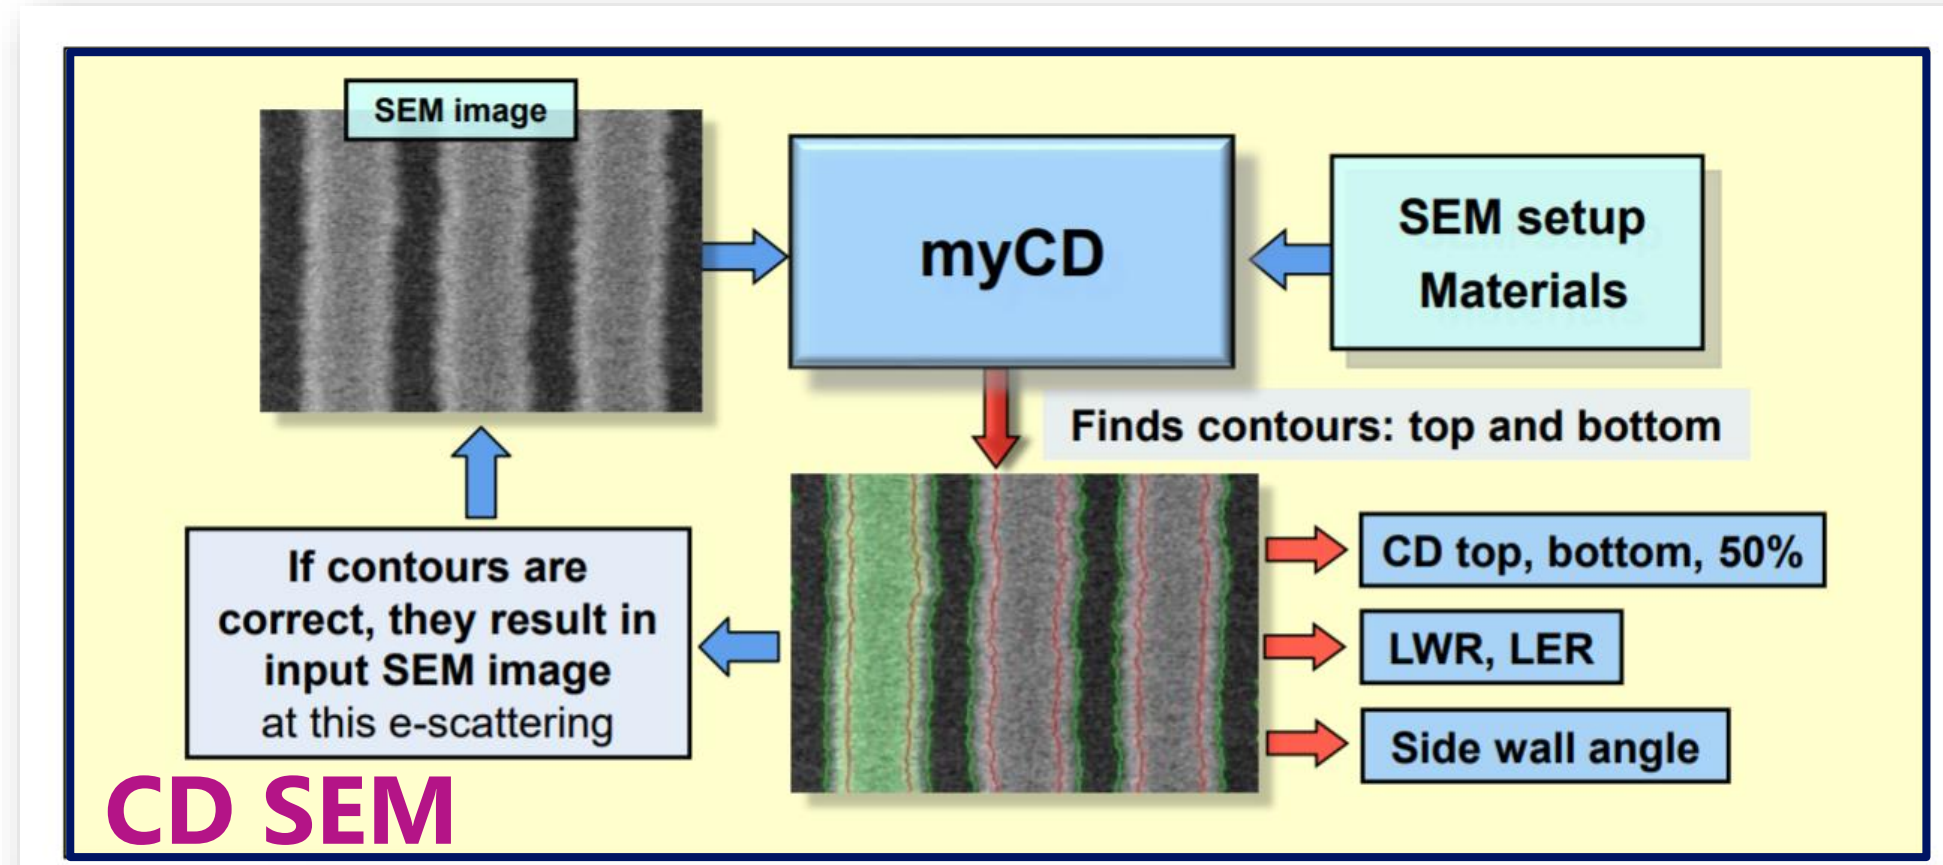 SEM image
myCD
SEM setup
Materials
Finds contours: top and bottom
If contours are
correct, they result in
input SEM image
at this e-scattering
CD top, bottom, 50%
LWR, LER
Side wall angle
CD SEM